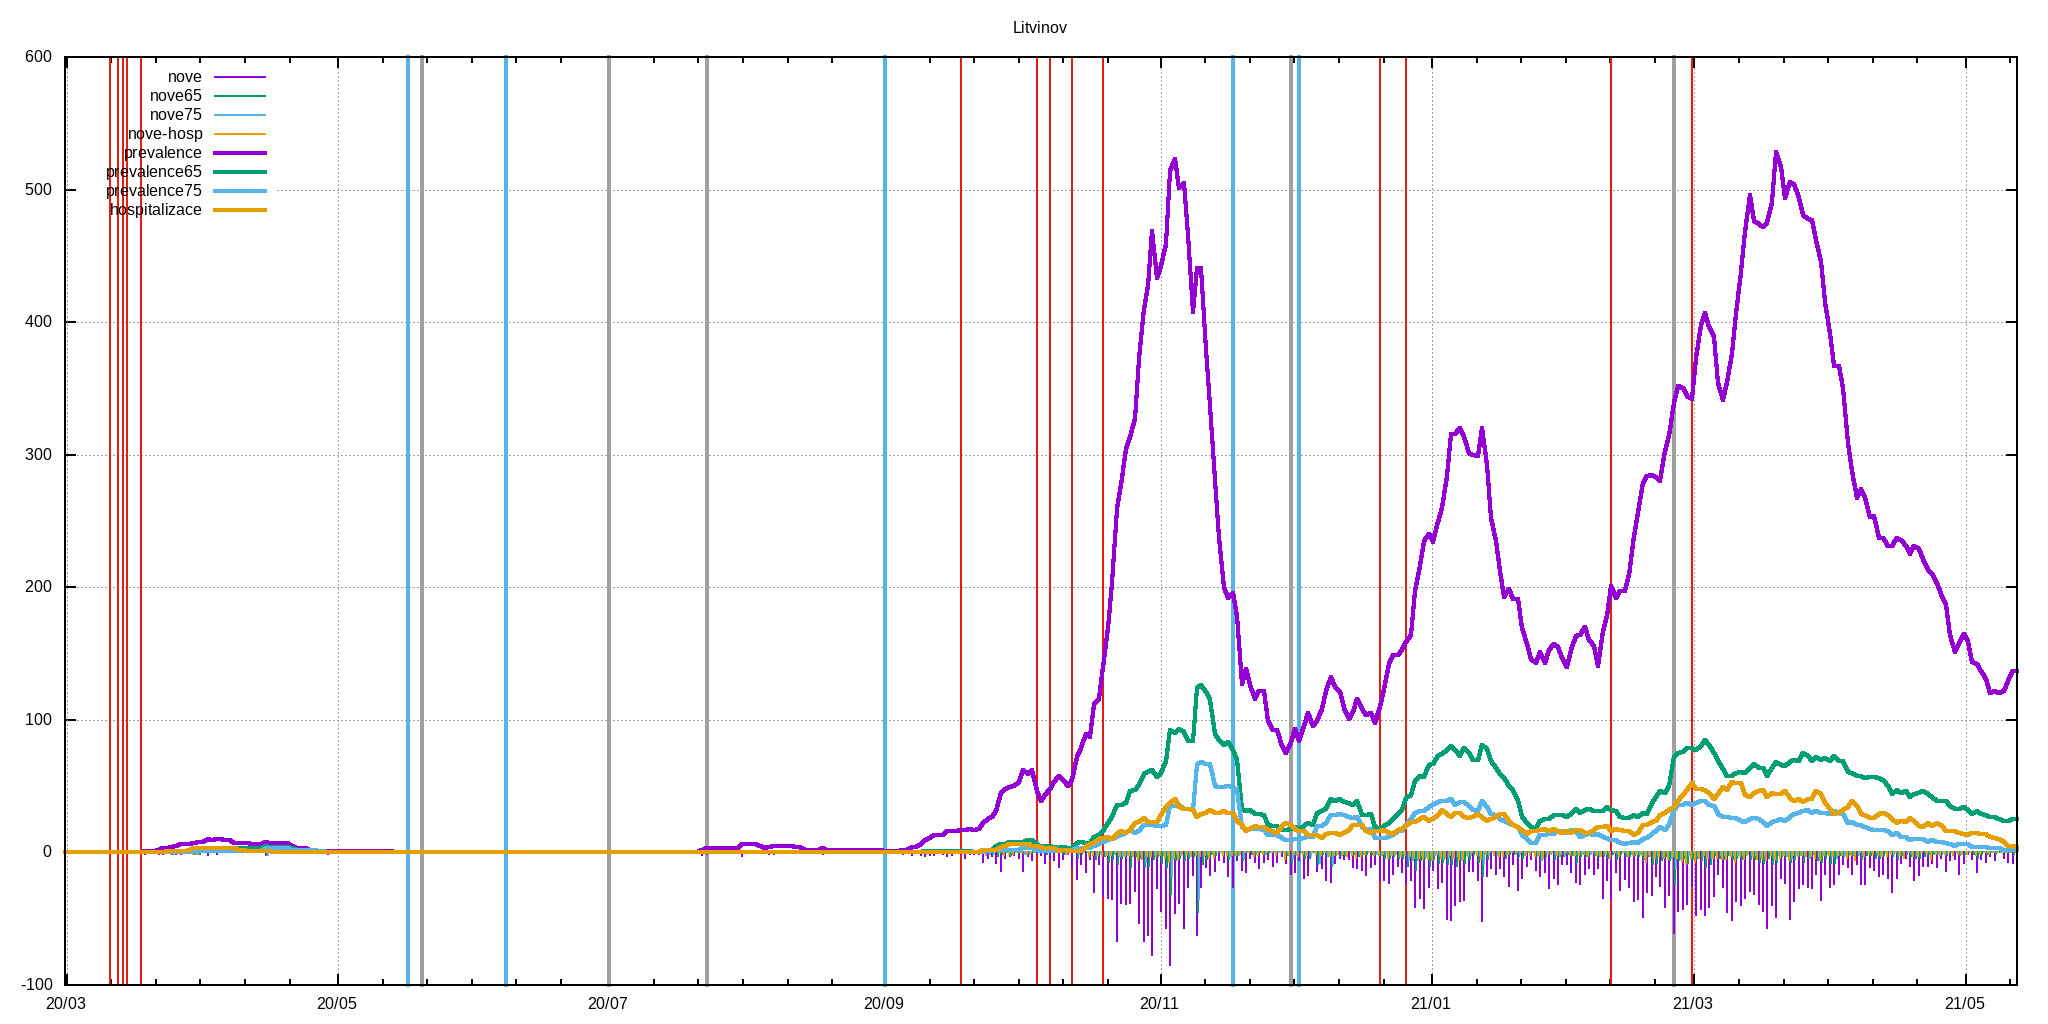 Litvinov
600
500
400
300
200
100
0
-100
nove
nove65
nove75
nove-hosp
prevalence
prevalence65
prevalence75
hospitalizace
20/03 20/05 20/07 20/09 20/11 21/01 21/03 21/05